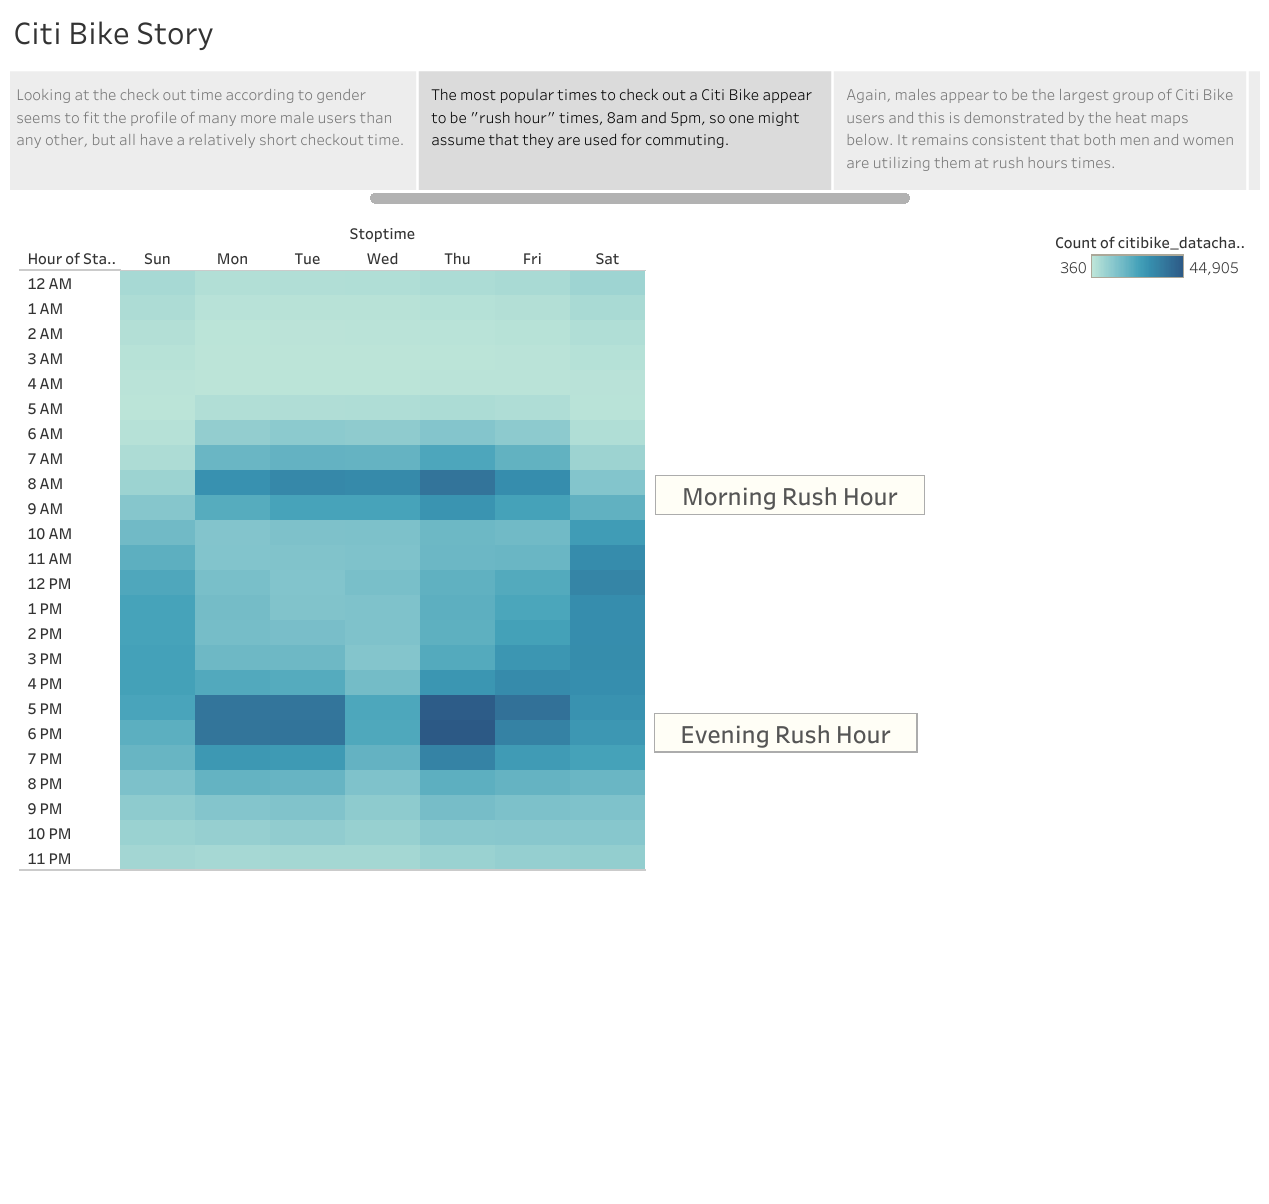 Citi Bike Story
Looking at the check out time according to gender
seems to fit the profile of many more male users than
any other, but all have a relatively short checkout time.
The most popular times to check out a Citi Bike appear
to be "rush hour" times, 8am and 5pm, so one might
assume that they are used for commuting.
Again, males appear to be the largest group of Citi Bike
users and this is demonstrated by the heat maps
below. It remains consistent that both men and women
are utilizing them at rush hours times.
Stoptime
Hour of Sta.. Sun Mon Tue Wed Thu Fri Sat
12 AM
1 AM
2 AM
3 AM
4 AM
5 AM
6 AM
7 AM
8 AM
9 AM
10 AM
11 AM
12 PM
1 PM
2 PM
3 PM
4 PM
5 PM
6 PM
7 PM
8 PM
9 PM
10 PM
11 PM
Morning Rush Hour
Evening Rush Hour
Count of citibike_datacha..
360 44,905